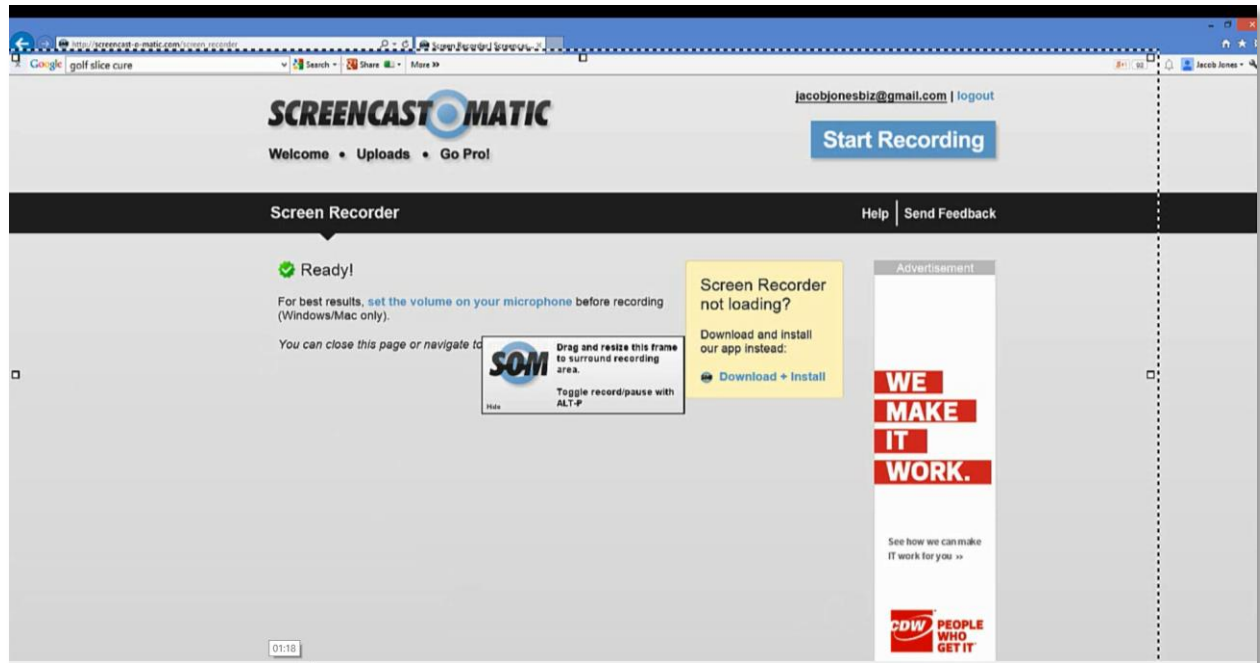 http://screencast-o-matic.com/screen_recorder
Screen Recorder | Screencas...
Google golf slice cure Search Share More » Jacob Jones
SCREENCAST MATIC
jacobjonesbiz@gmail.com | logout
Start Recording
Welcome • Uploads • Go Pro!
Screen Recorder
Help | Send Feedback
Ready!
For best results, set the volume on your microphone before recording
(Windows/Mac only).
You can close this page or navigate to
SOM
Drag and resize this frame
to surround recording
area.
Toggle record/pause with
ALT-P
Hide
Screen Recorder
not loading?
Download and install
our app instead:
Download + Install
Advertisement
WE
MAKE
IT
WORK.
See how we can make
IT work for you »
CDW
PEOPLE
WHO
GET IT
01:18